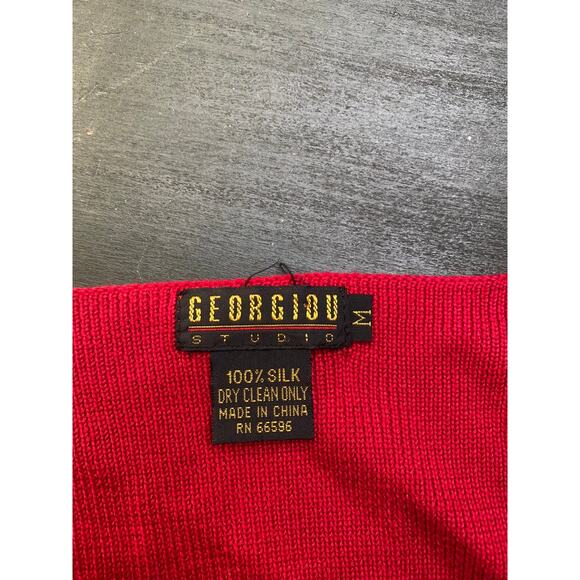 GEORGIOU
STUDIO
M
100% SILK
DRY CLEAN ONLY
MADE IN CHINA
RN 66596